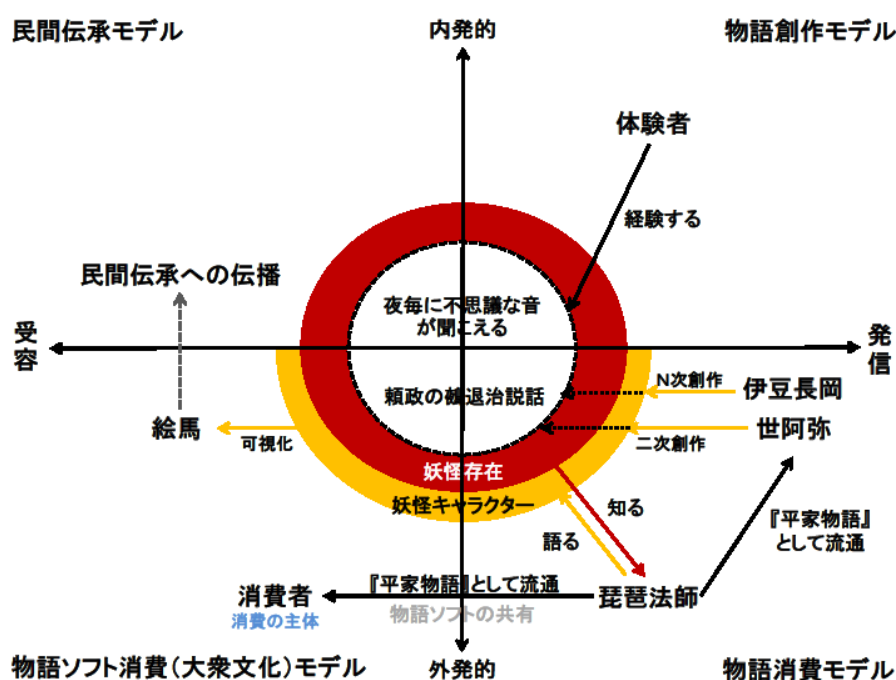 民間伝承モデル
内発的
物語創作モデル
体験者
経験する
民間伝承への伝播
夜毎に不思議な音
が聞こえる
受容
発信
頼政の鵺退治説話
N次創作
伊豆長岡
絵馬
可視化
二次創作
世阿弥
妖怪存在
妖怪キャラクター
知る
語る
『平家物語』
として流通
消費者
『平家物語』として流通
琵琶法師
消費の主体
物語ソフトの共有
物語ソフト消費(大衆文化)モデル
外発的
物語消費モデル